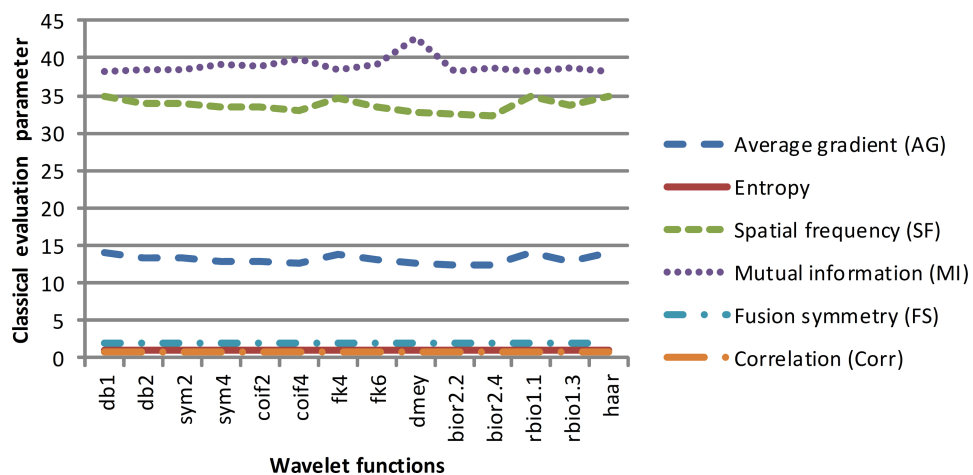 Classical evaluation parameter
45
40
35
30
25
20
15
10
5
0
db1
db2
sym2
sym4
coif2
coif4
fk4
fk6
dmey
bior2.2
bior2.4
rbio1.1
rbio1.3
haar
Wavelet functions
Average gradient (AG)
Entropy
Spatial frequency (SF)
Mutual information (MI)
Fusion symmetry (FS)
Correlation (Corr)